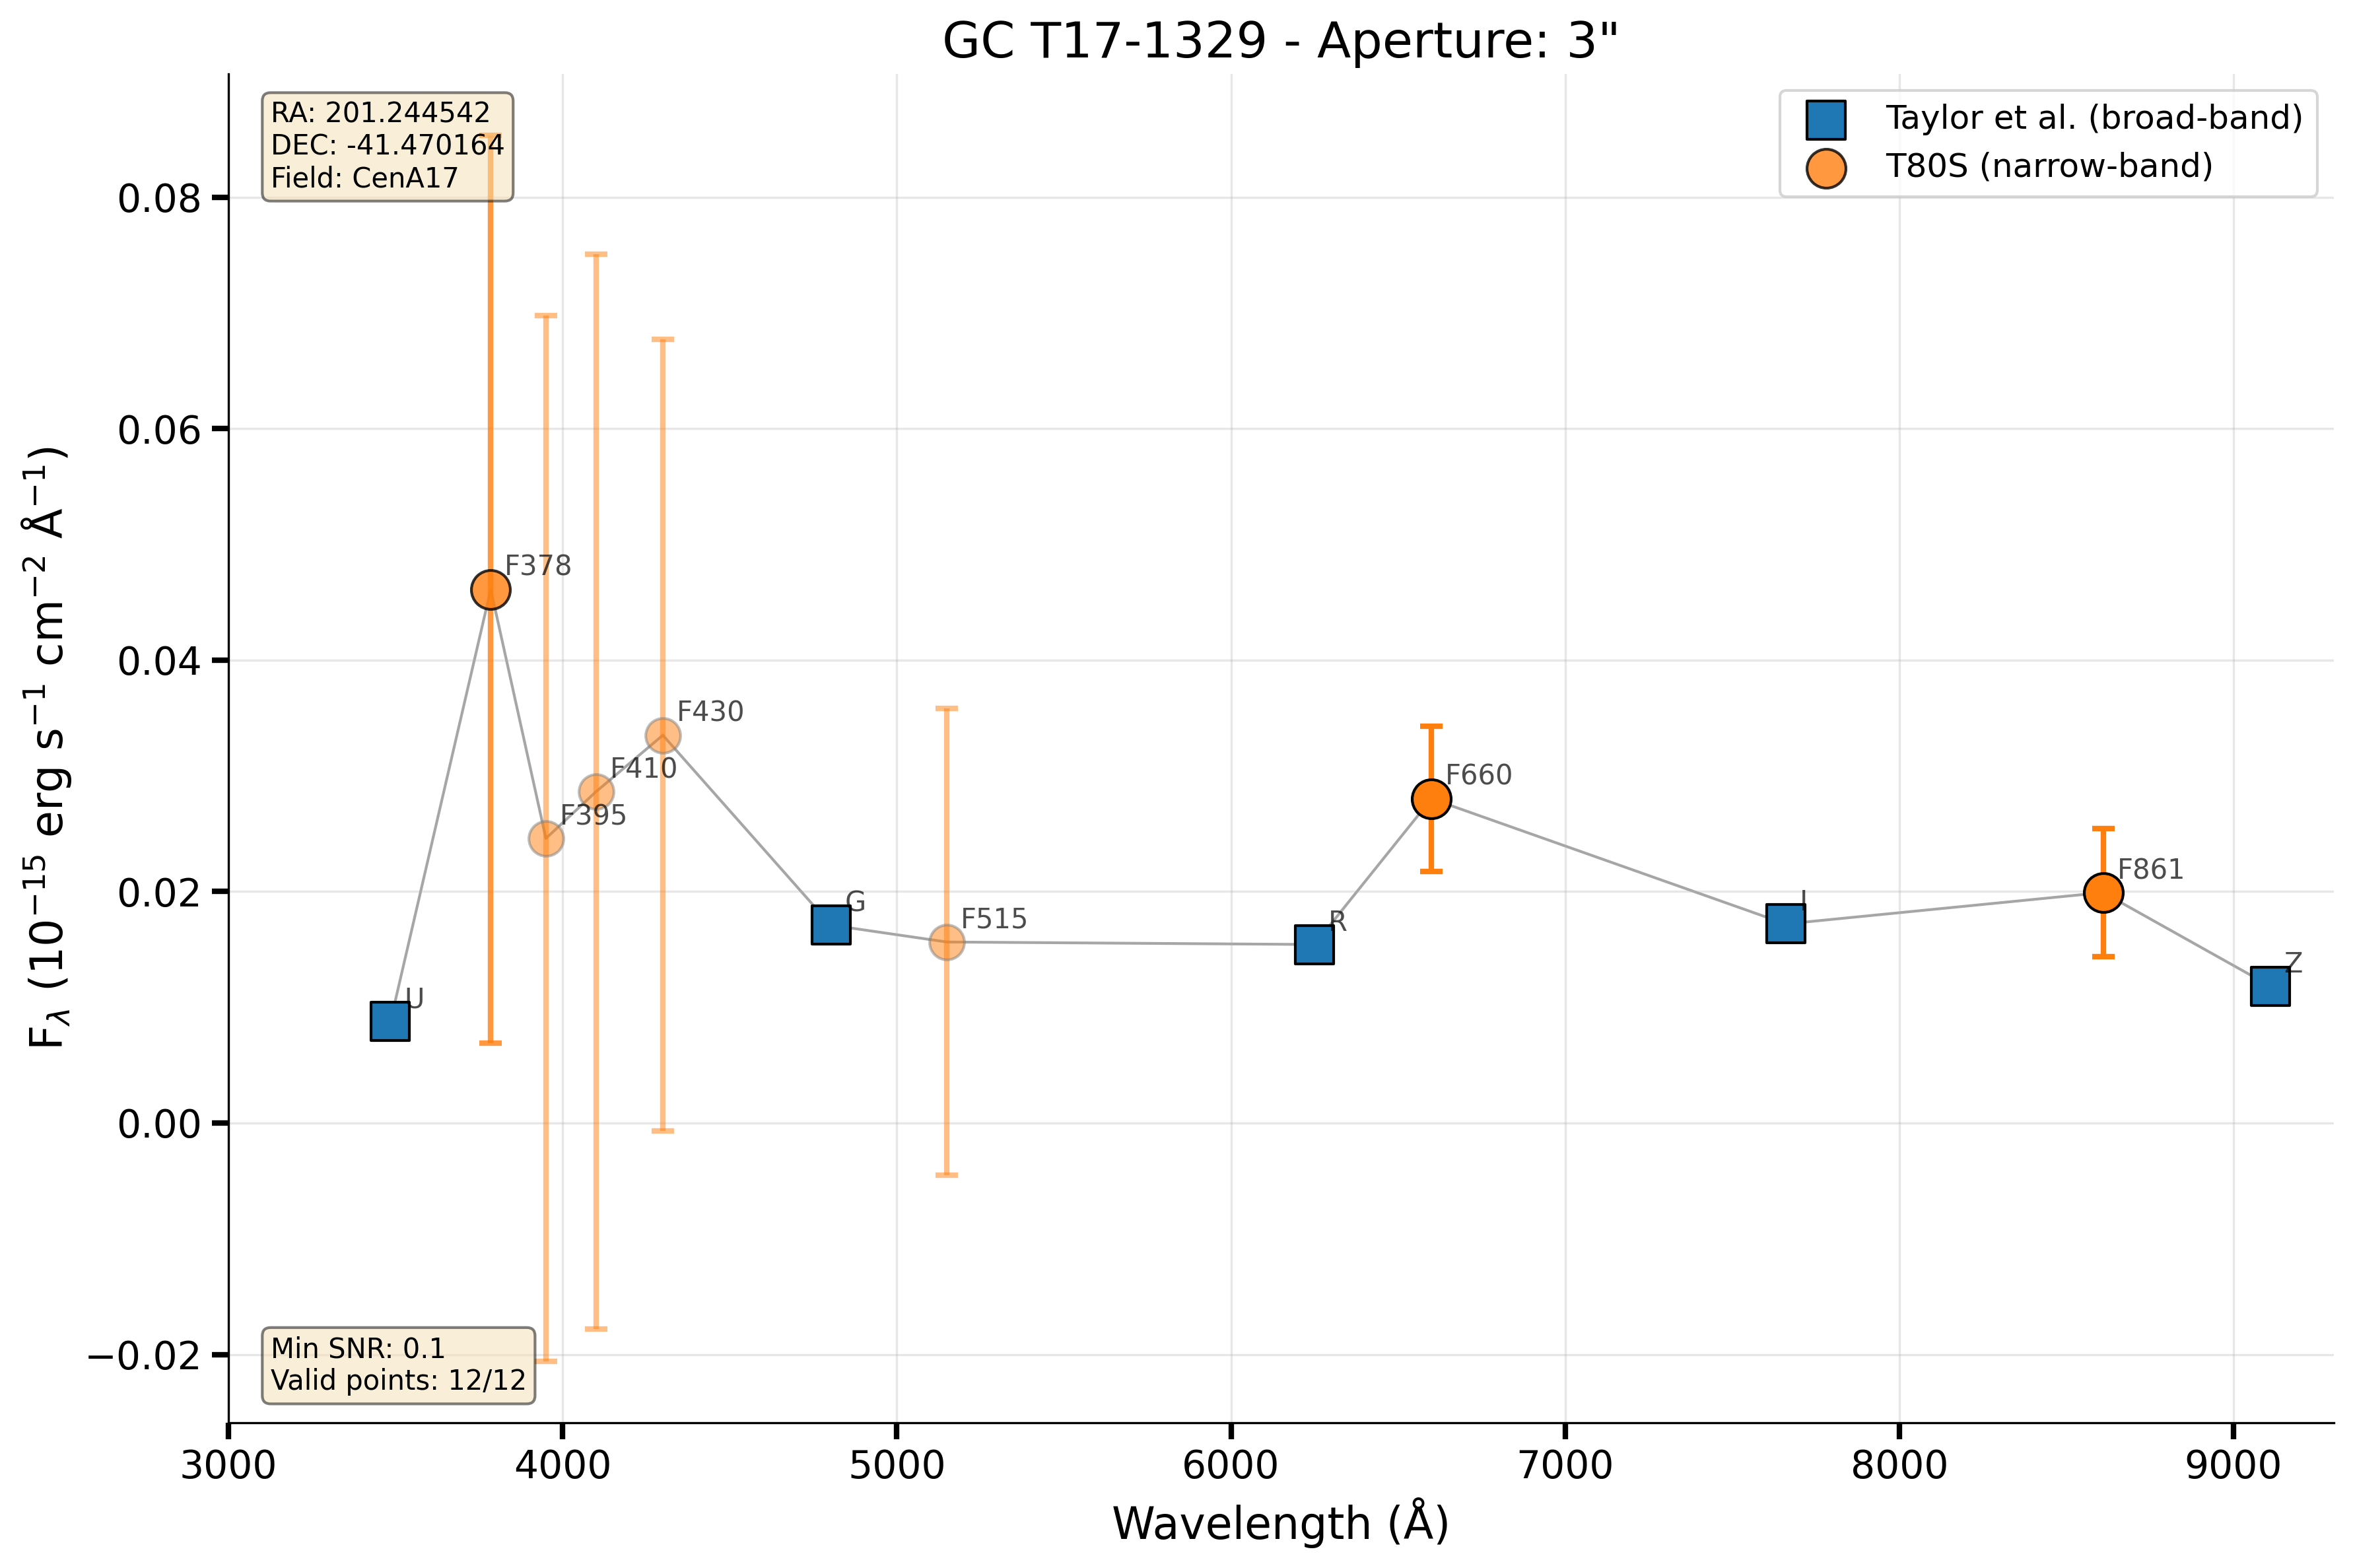 GC T17-1329 - Aperture: 3"
RA: 201.244542
DEC: -41.470164
Field: CenA17
Taylor et al. (broad-band)
T80S (narrow-band)
F$_λ$ (10$^{−15}$ erg s$^{−1}$ cm$^{−2}$ Å$^{−1}$)
0.08
0.06
0.04
0.02
0.00
−0.02
U
F378
F395
F410
F430
G
F515
R
F660
I
F861
Z
Min SNR: 0.1
Valid points: 12/12
3000 4000 5000 6000 7000 8000 9000
Wavelength (Å)